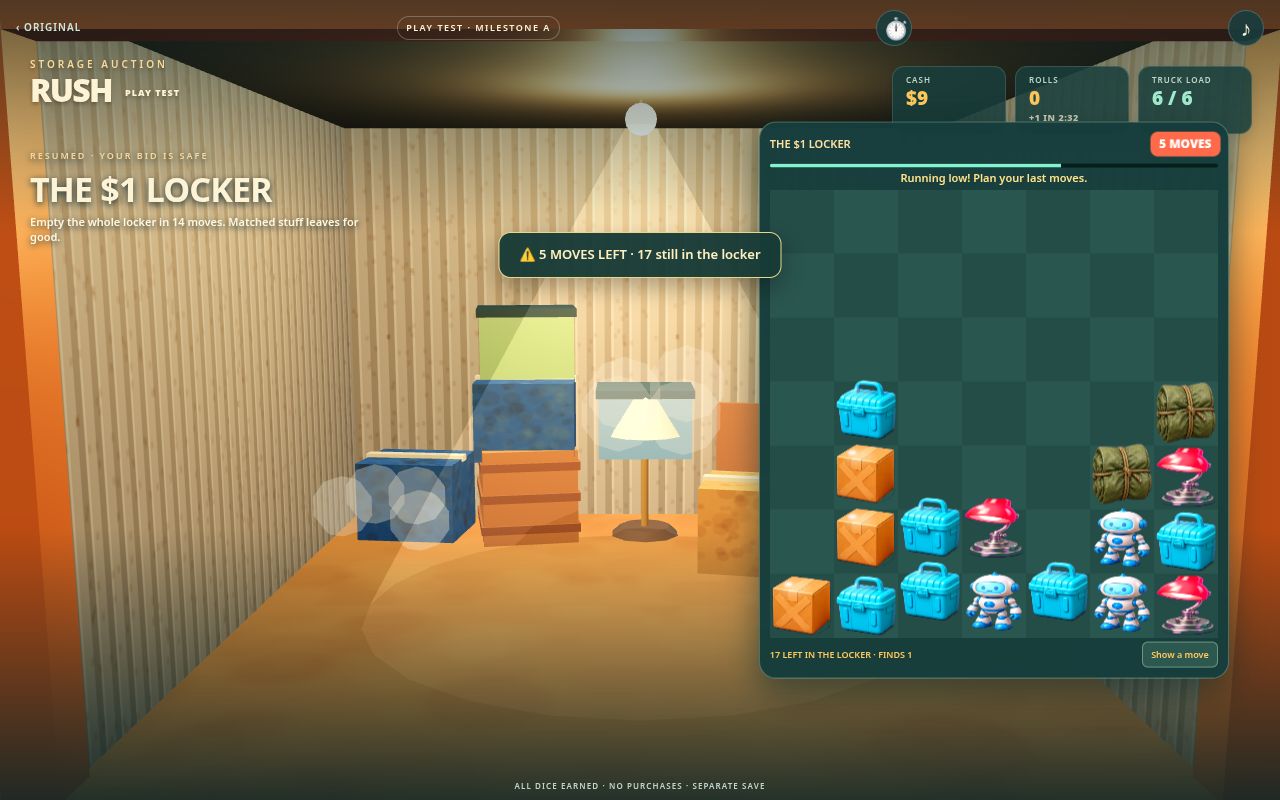 ‹ ORIGINAL
PLAY TEST · MILESTONE A
STORAGE AUCTION
RUSH PLAY TEST
CASH
$9
ROLLS
0
+1 IN 2:32
TRUCK LOAD
6 / 6
RESUMED · YOUR BID IS SAFE
THE $1 LOCKER
Empty the whole locker in 14 moves. Matched stuff leaves for
good.
THE $1 LOCKER
5 MOVES
Running low! Plan your last moves.
⚠️ 5 MOVES LEFT · 17 still in the locker
17 LEFT IN THE LOCKER · FINDS 1
Show a move
ALL DICE EARNED · NO PURCHASES · SEPARATE SAVE